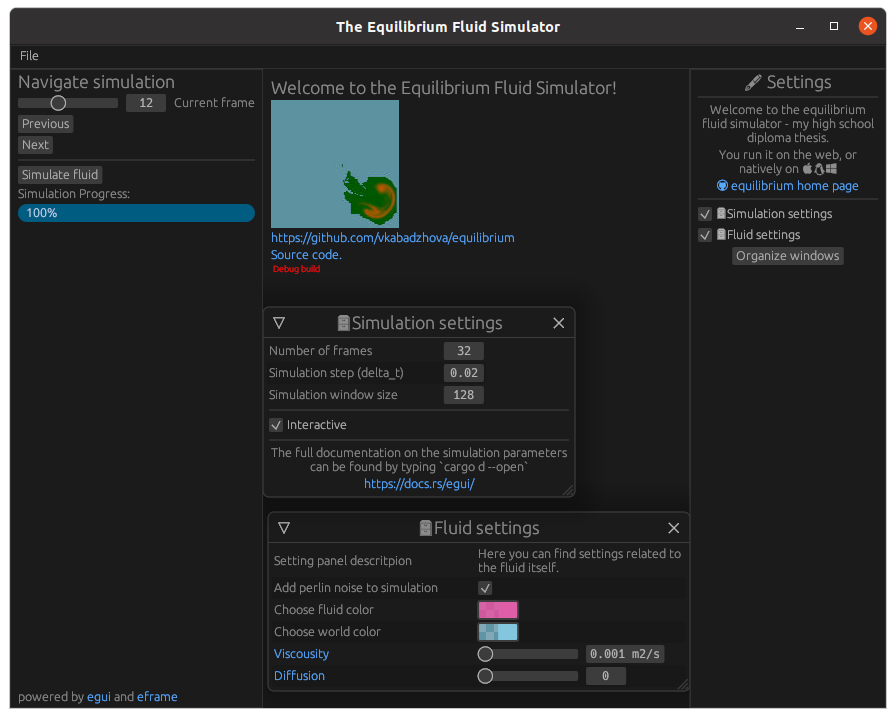 The Equilibrium Fluid Simulator
File
Navigate simulation
12 Current frame
Previous
Next
Simulate fluid
Simulation Progress:
100%
powered by egui and eframe
Welcome to the Equilibrium Fluid Simulator!
https://github.com/vkabadzhova/equilibrium
Source code.
Debug build
Simulation settings
Number of frames 32
Simulation step (delta_t) 0.02
Simulation window size 128
Interactive
The full documentation on the simulation parameters
can be found by typing `cargo d --open`
https://docs.rs/egui/
Fluid settings
Setting panel descritpion
Here you can find settings related to
the fluid itself.
Add perlin noise to simulation
Choose fluid color
Choose world color
Viscousity 0.001 m2/s
Diffusion 0
Settings
Welcome to the equilibrium
fluid simulator - my high school
diploma thesis.
You run it on the web, or
natively on
equilibrium home page
Simulation settings
Fluid settings
Organize windows